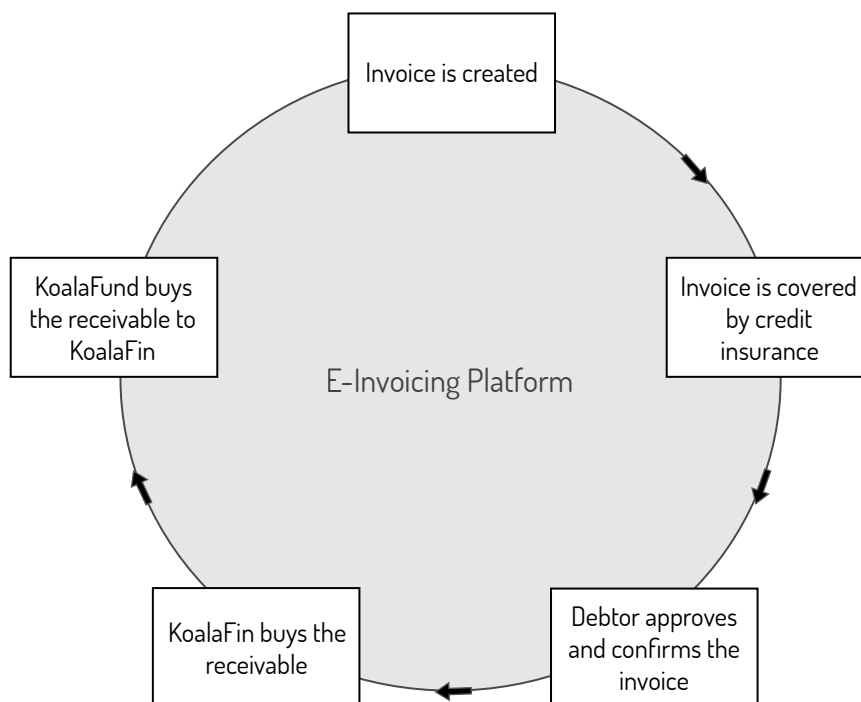 Invoice is created
Invoice is covered
by credit
insurance
Debtor approves
and confirms the
invoice
KoalaFin buys the
receivable
KoalaFund buys
the receivable to
KoalaFin
E-Invoicing Platform